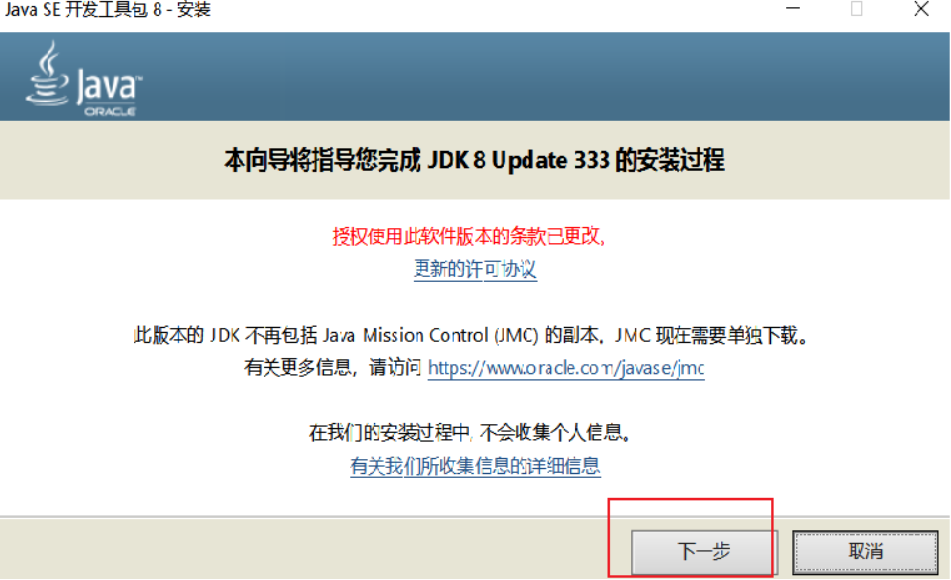 Java SE 开发工具包 8 - 安装
Java™
ORACLE
本向导将指导您完成 JDK 8 Update 333 的安装过程
授权使用此软件版本的条款已更改,
更新的许可协议
此版本的 JDK 不再包括 Java Mission Control (JMC) 的副本, JMC 现在需要单独下载。
有关更多信息，请访问 https://www.oracle.com/javase/jmc
在我们的安装过程中, 不会收集个人信息。
有关我们所收集信息的详细信息
下一步
取消